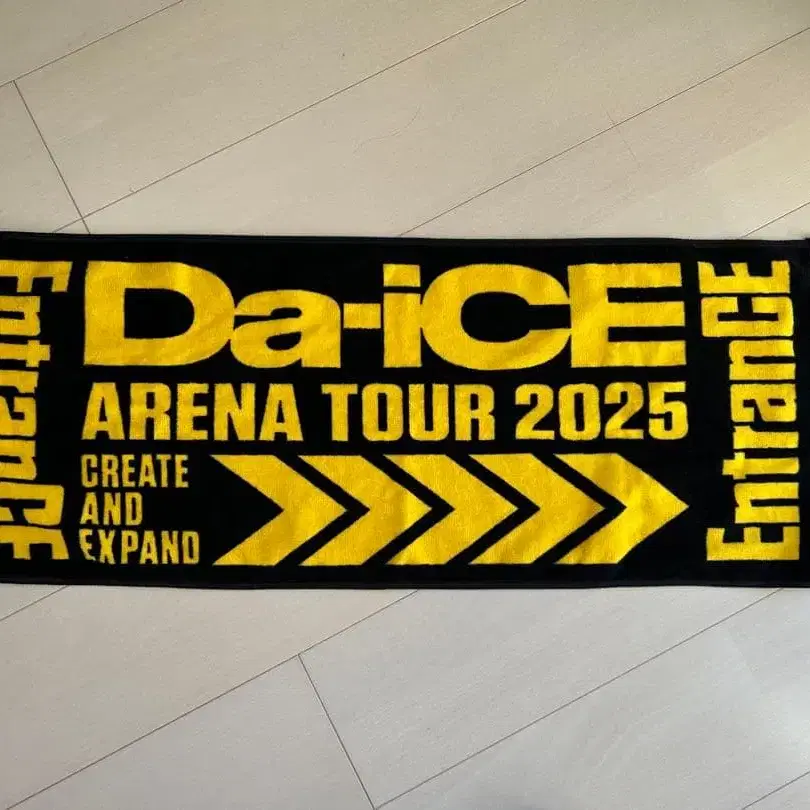 EntranCE
Da-iCE
ARENA TOUR 2025
CREATE
AND
EXPAND
EntranCE